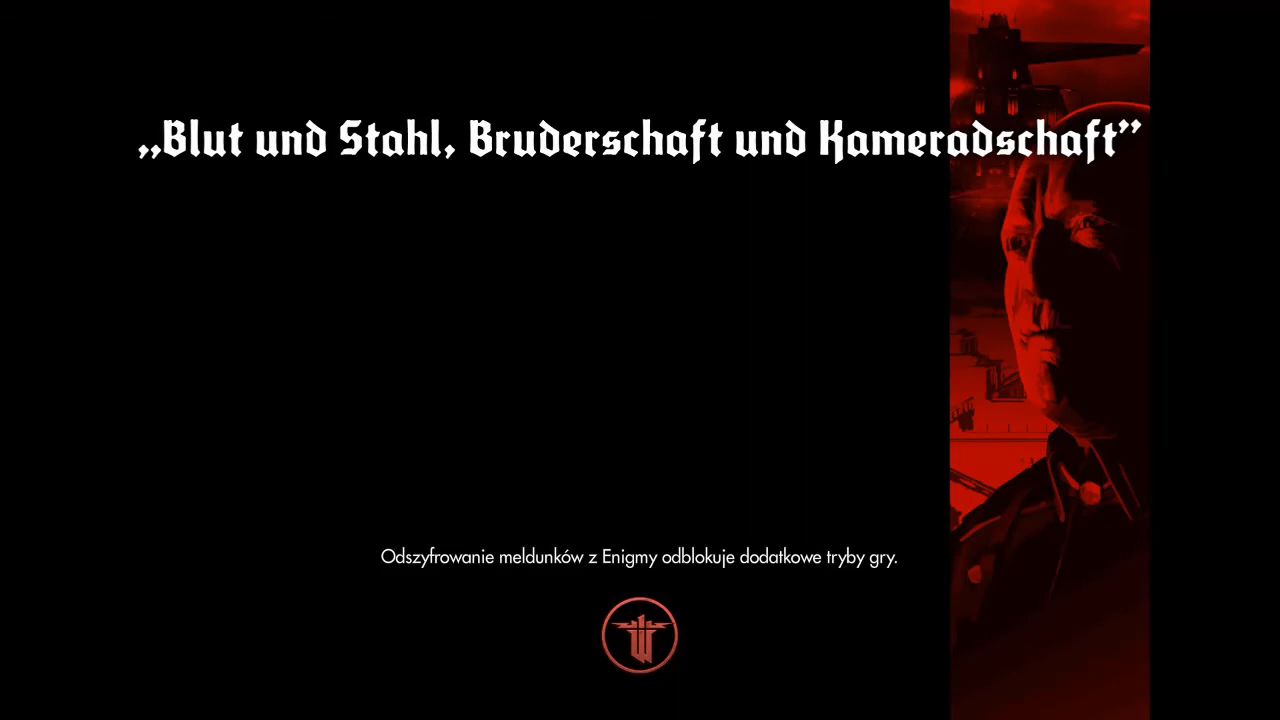 „Blut und Stahl, Bruderschaft und Kameradschaft”
Odszyfrowanie meldunków z Enigmy odblokuje dodatkowe tryby gry.